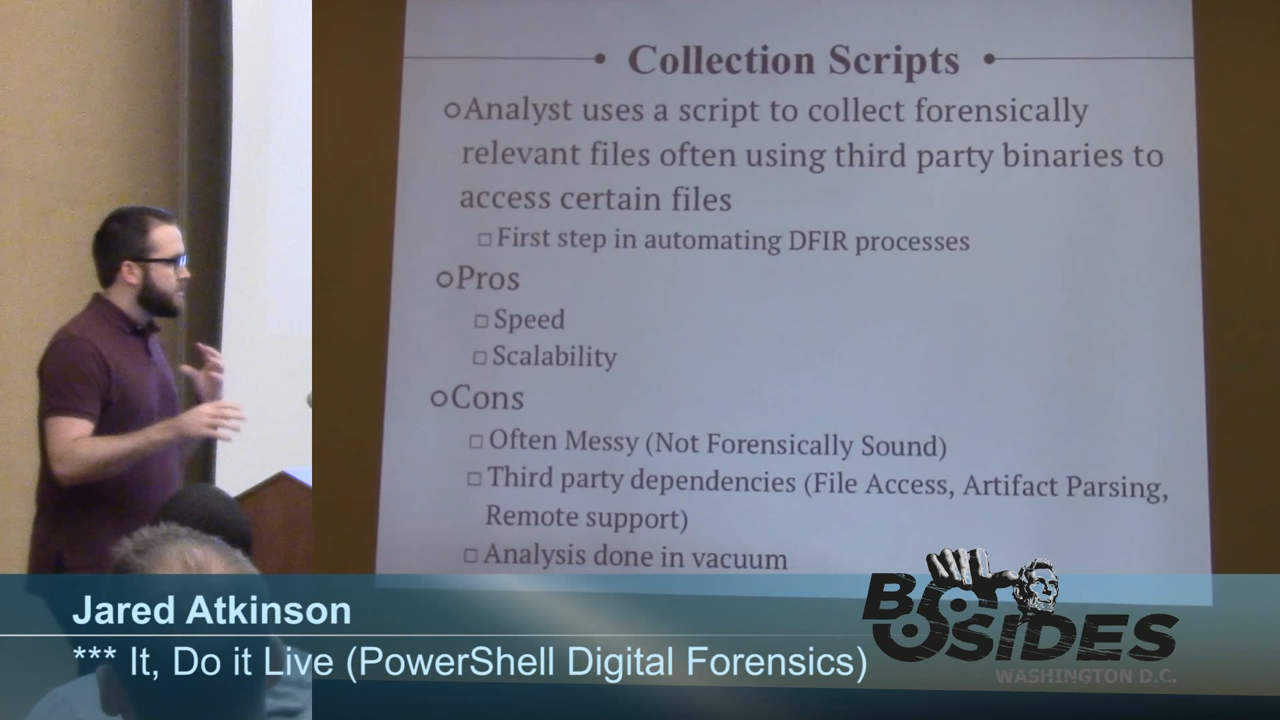 Collection Scripts
Analyst uses a script to collect forensically
relevant files often using third party binaries to
access certain files
First step in automating DFIR processes
Pros
Speed
Scalability
Cons
Often Messy (Not Forensically Sound)
Third party dependencies (File Access, Artifact Parsing,
Remote support)
Analysis done in vacuum
Jared Atkinson
*** It, Do it Live (PowerShell Digital Forensics)
BSIDES
WASHINGTON D.C.